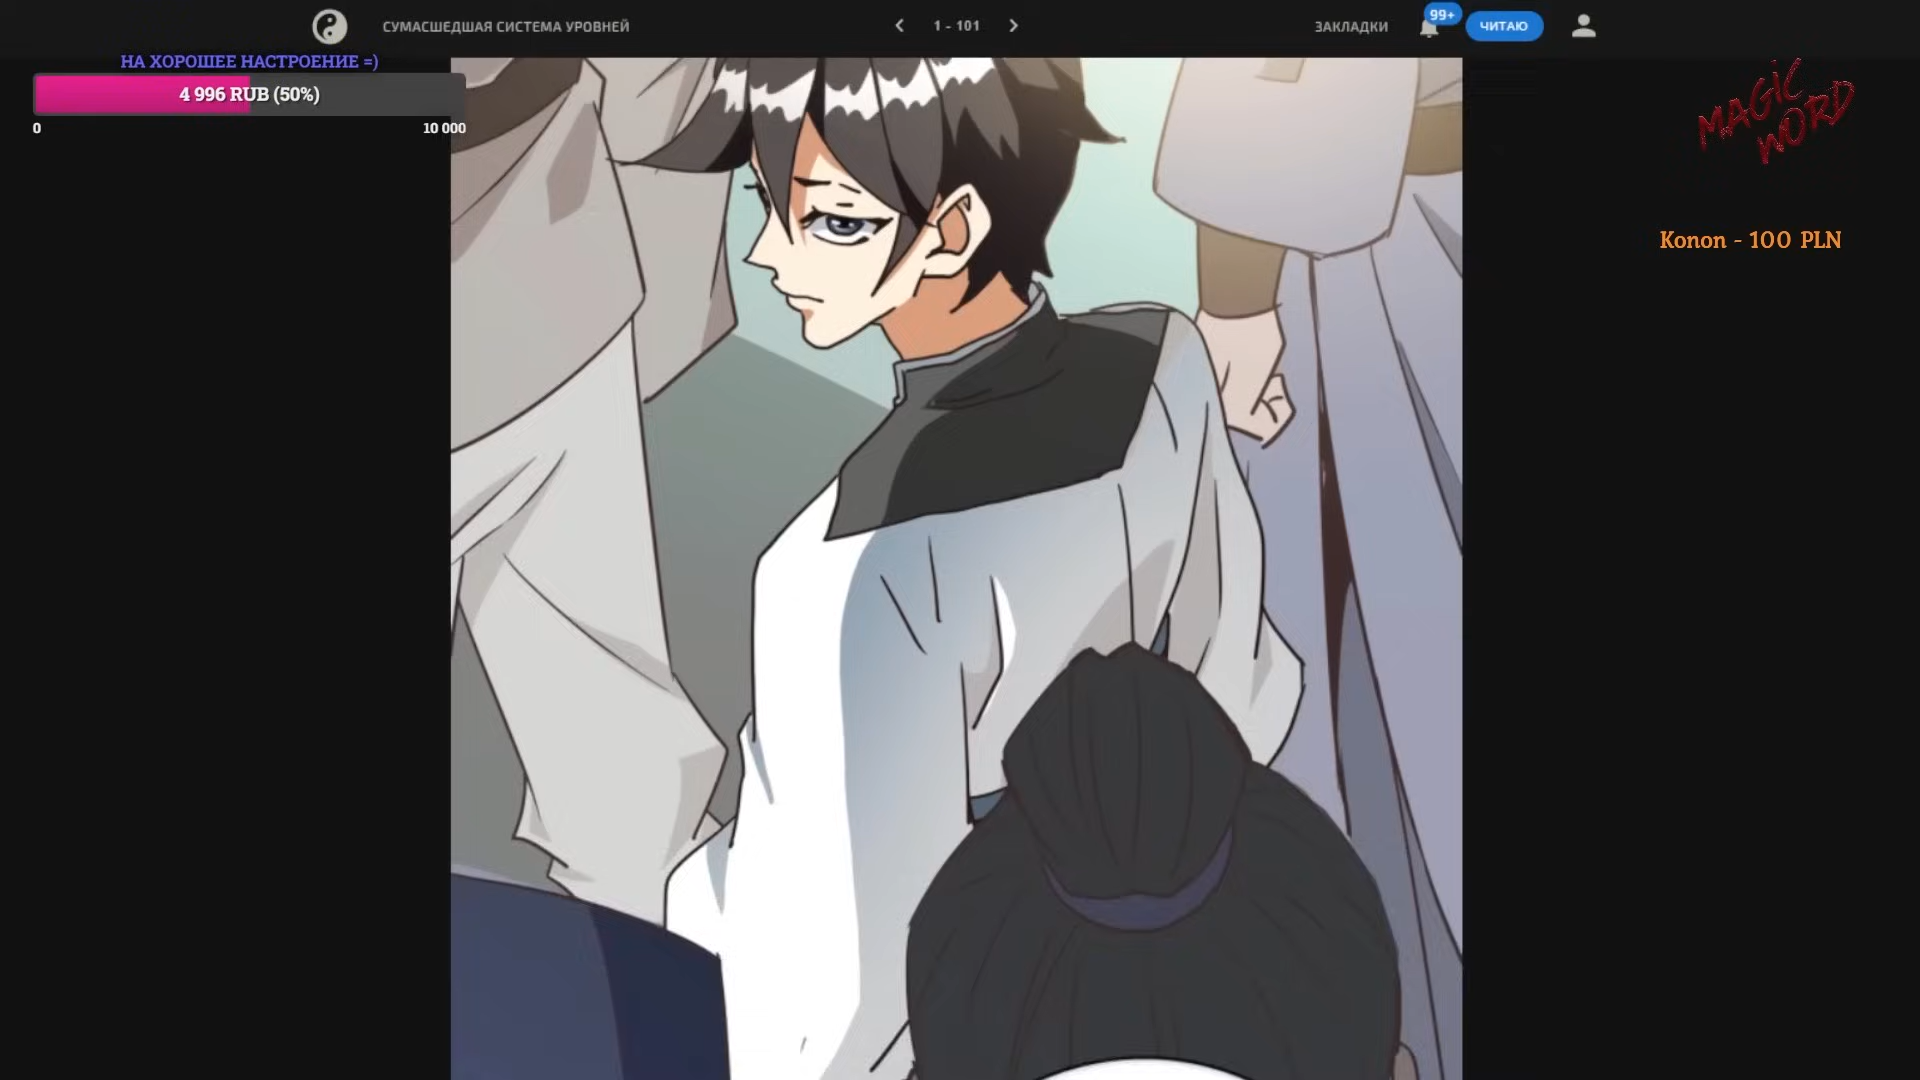 СУМАСШЕДШАЯ СИСТЕМА УРОВНЕЙ
1 - 101
ЗАКЛАДКИ
99+
ЧИТАЮ
НА ХОРОШЕЕ НАСТРОЕНИЕ =)
4 996 RUB (50%)
0
10 000
MAGIC
WORD
Konon - 100 PLN